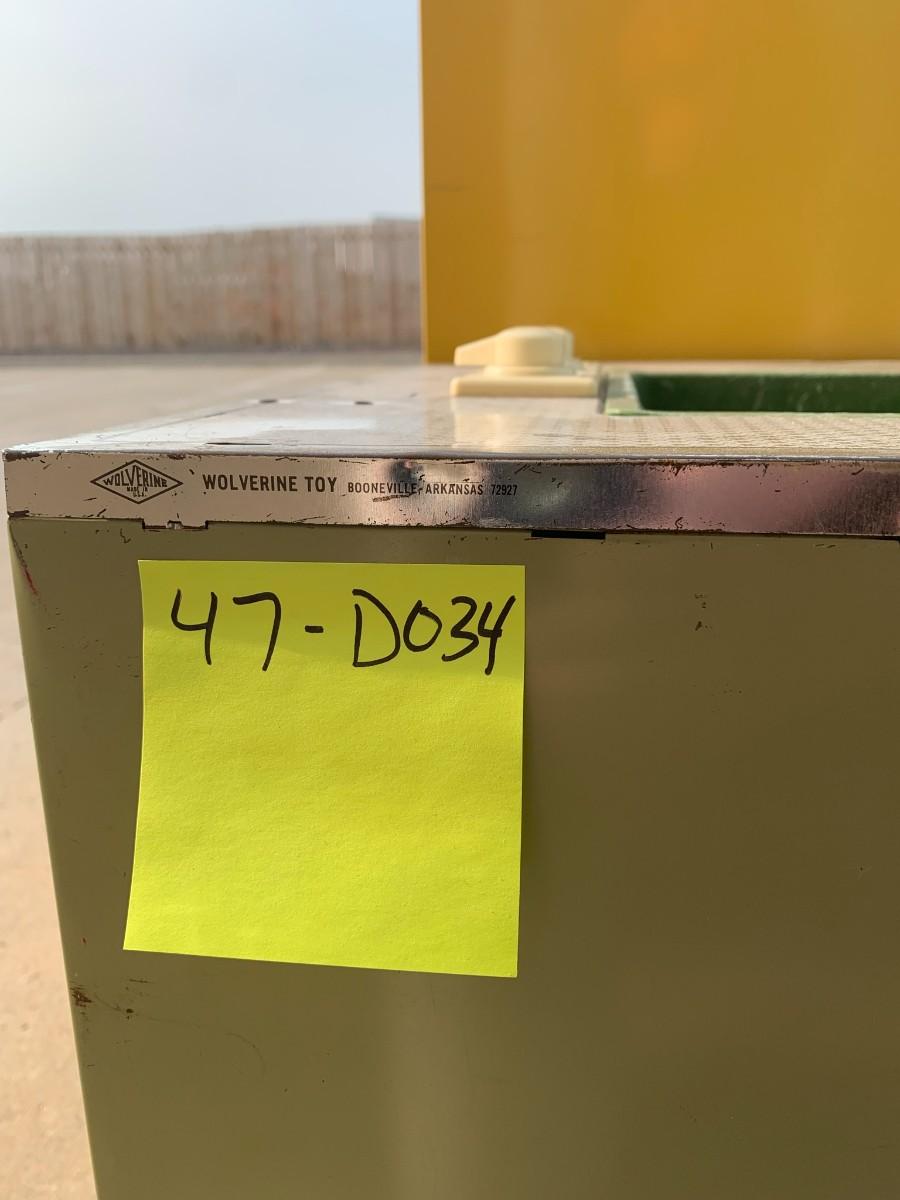 WOLVERINE
MADE IN
U.S.A.
WOLVERINE TOY BOONEVILLE, ARKANSAS 72927
47-D034